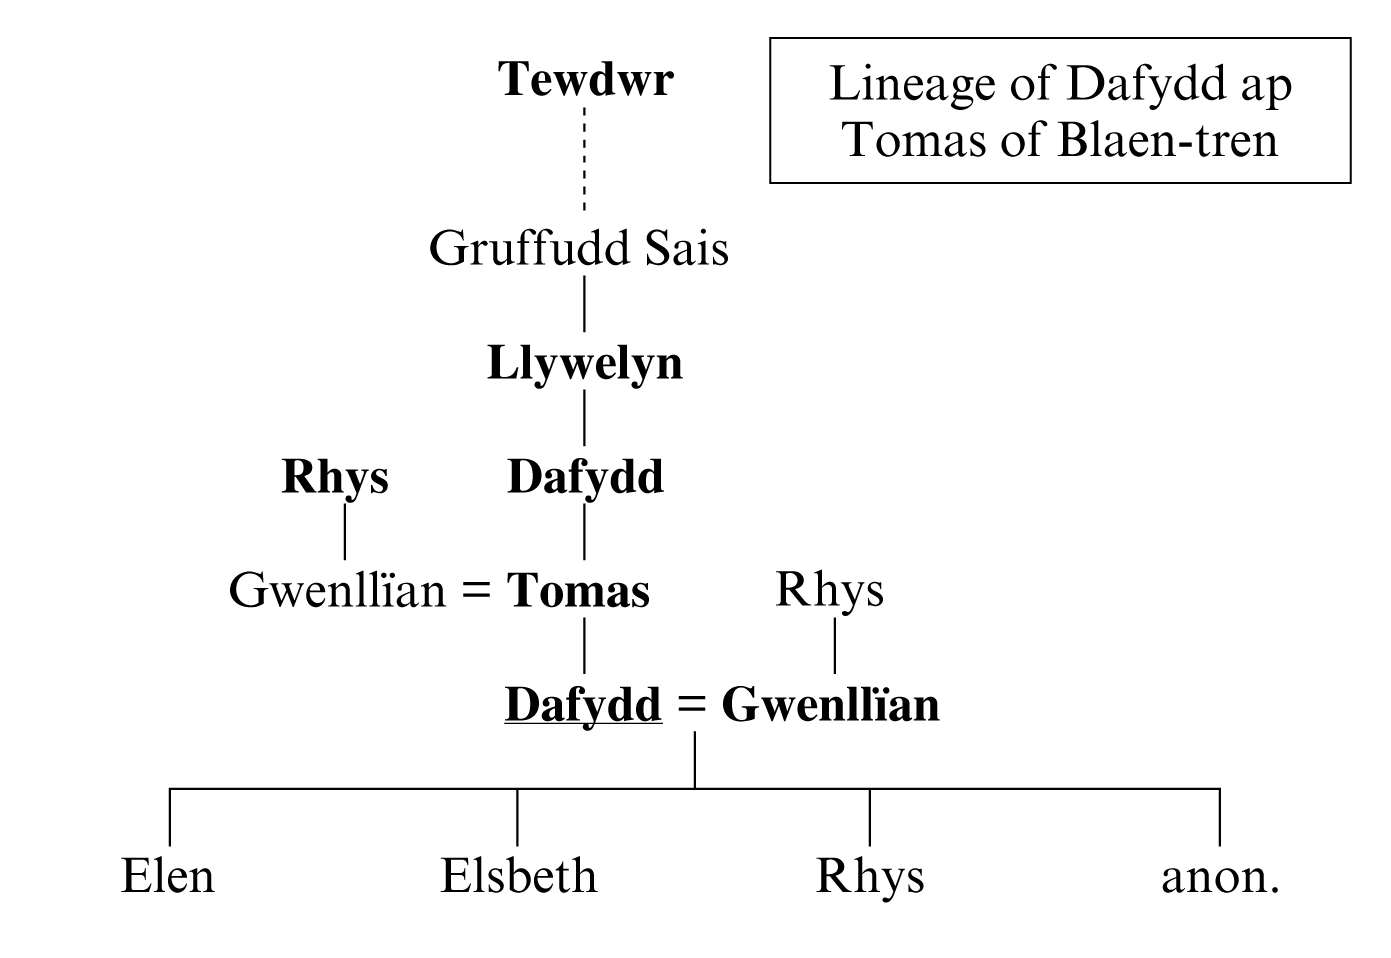 Tewdwr
Lineage of Dafydd ap
Tomas of Blaen-tren
Gruffudd Sais
Llywelyn
Rhys Dafydd
Gwenllïan = Tomas Rhys
Dafydd = Gwenllïan
Elen Elsbeth Rhys anon.